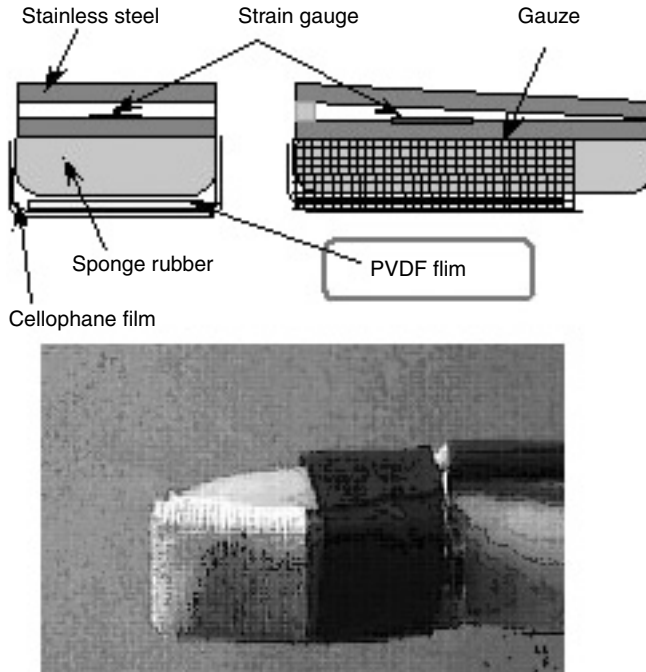 Stainless steel
Strain gauge
Gauze
Sponge rubber
PVDF flim
Cellophane film